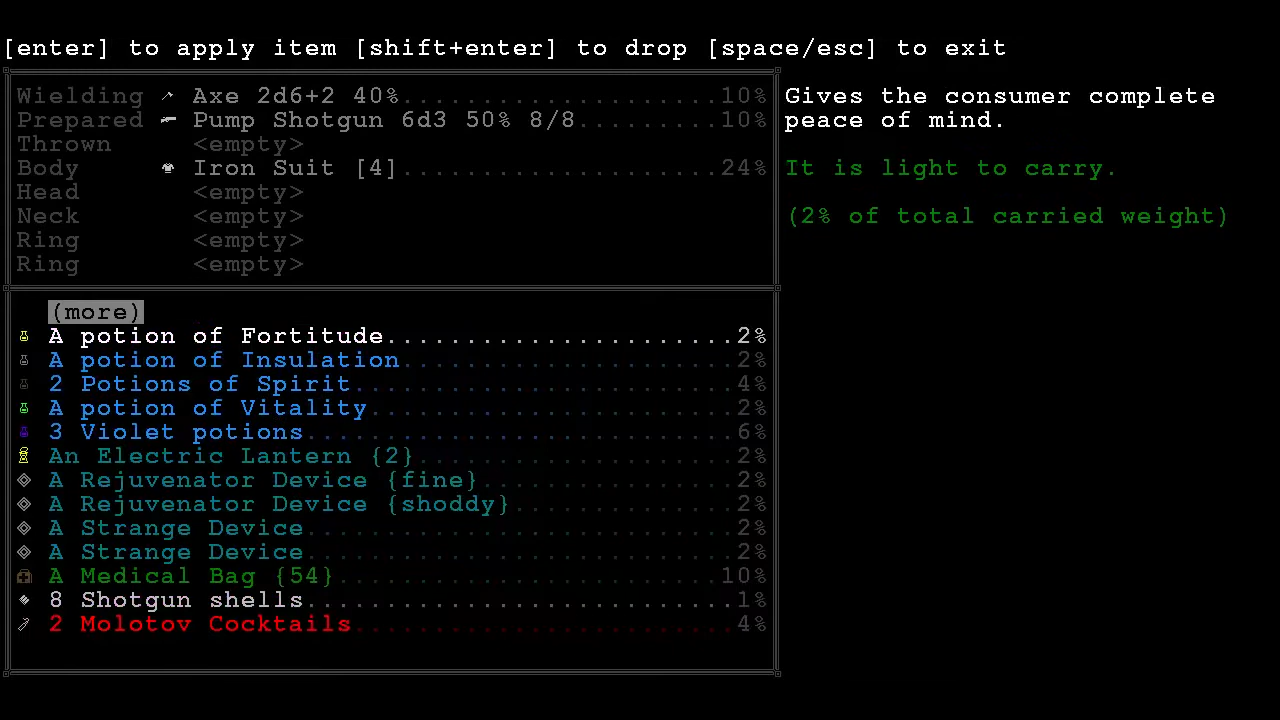 [enter] to apply item [shift+enter] to drop [space/esc] to exit
Wielding Axe 2d6+2 40%....................10%
Prepared Pump Shotgun 6d3 50% 8/8.........10%
Thrown <empty>
Body Iron Suit [4]....................24%
Head <empty>
Neck <empty>
Ring <empty>
Ring <empty>
Gives the consumer complete
peace of mind.
It is light to carry.
(2% of total carried weight)
(more)
A potion of Fortitude......................2%
A potion of Insulation.....................2%
2 Potions of Spirit........................4%
A potion of Vitality.......................2%
3 Violet potions...........................6%
An Electric Lantern {2}....................2%
A Rejuvenator Device {fine}................2%
A Rejuvenator Device {shoddy}..............2%
A Strange Device...........................2%
A Strange Device...........................2%
A Medical Bag {54}........................10%
8 Shotgun shells...........................1%
2 Molotov Cocktails........................4%